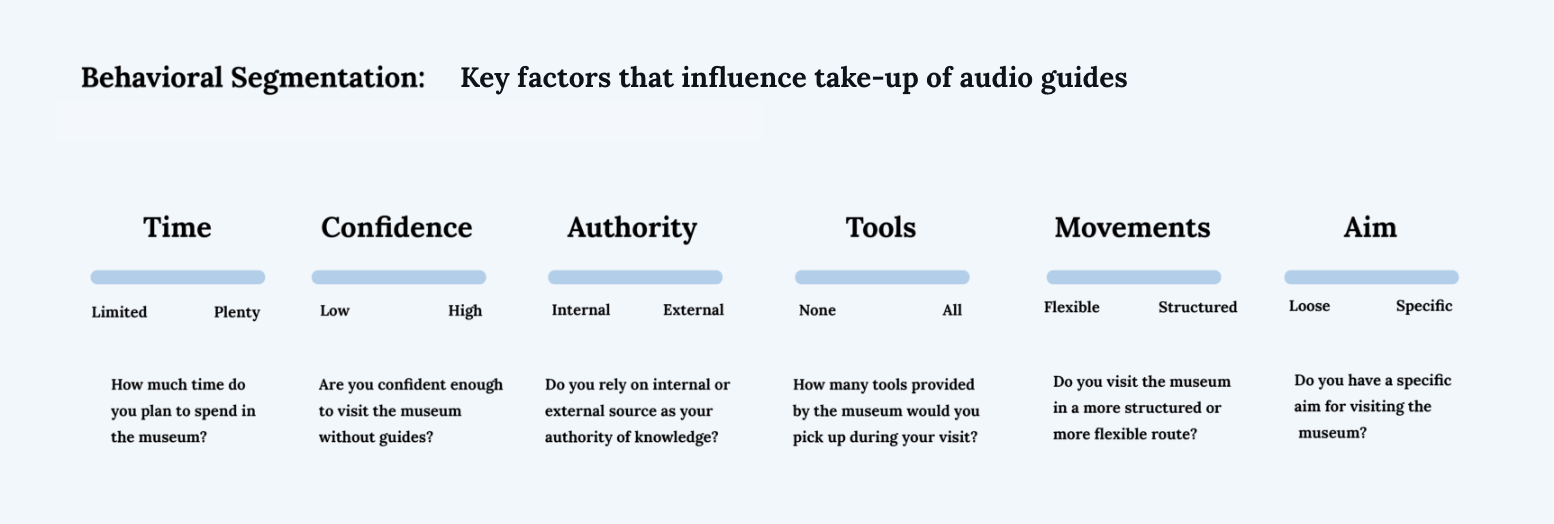 Behavioral Segmentation: Key factors that influence take-up of audio guides
Time
Limited Plenty
How much time do
you plan to spend in
the museum?
Confidence
Low High
Are you confident enough
to visit the museum
without guides?
Authority
Internal External
Do you rely on internal or
external source as your
authority of knowledge?
Tools
None All
How many tools provided
by the museum would you
pick up during your visit?
Movements
Flexible Structured
Do you visit the museum
in a more structured or
more flexible route?
Aim
Loose Specific
Do you have a specific
aim for visiting the
museum?